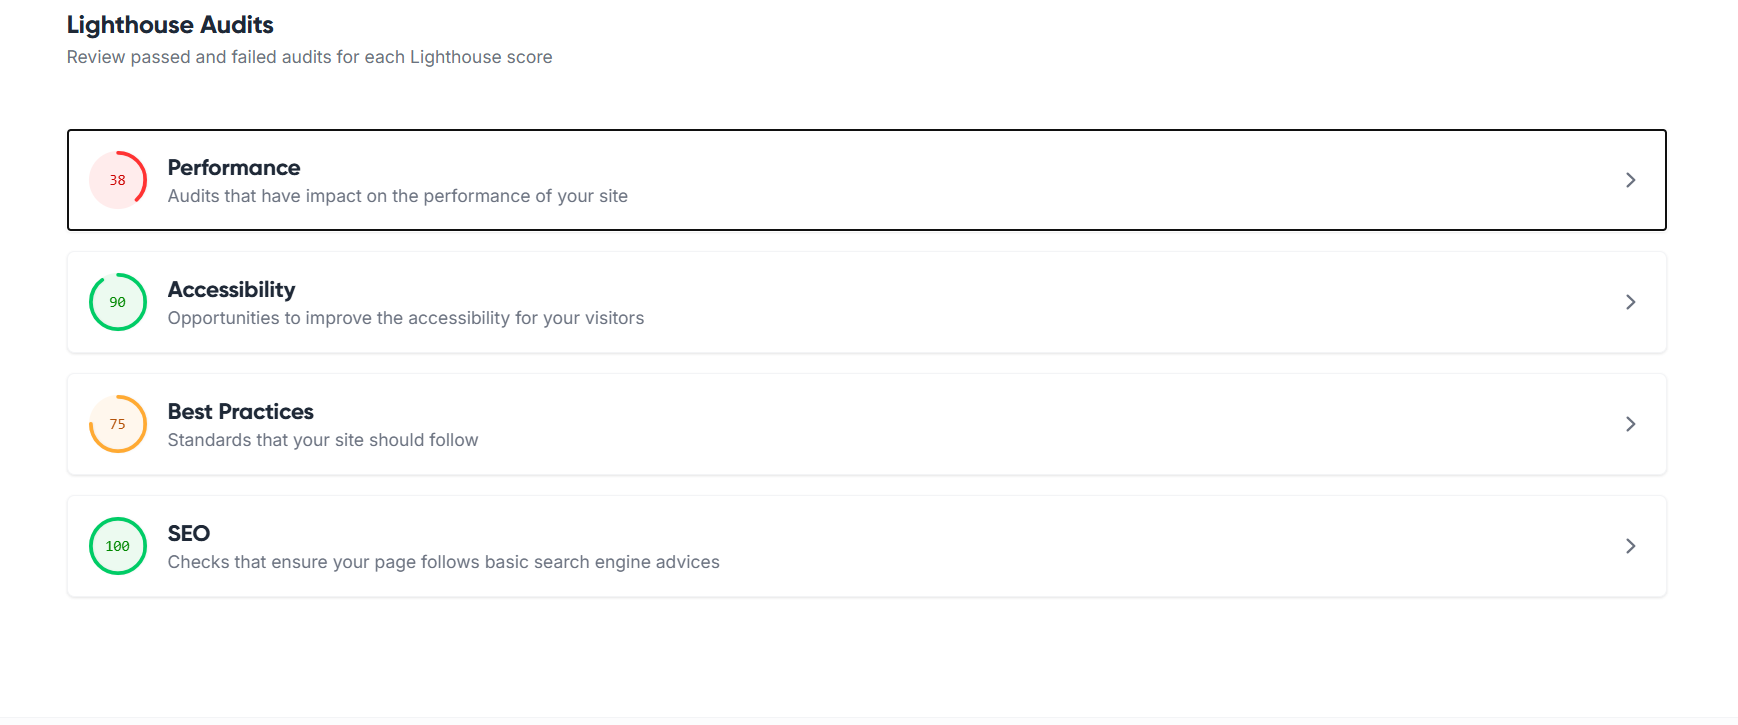 Lighthouse Audits
Review passed and failed audits for each Lighthouse score
38
Performance
Audits that have impact on the performance of your site
90
Accessibility
Opportunities to improve the accessibility for your visitors
75
Best Practices
Standards that your site should follow
100
SEO
Checks that ensure your page follows basic search engine advices